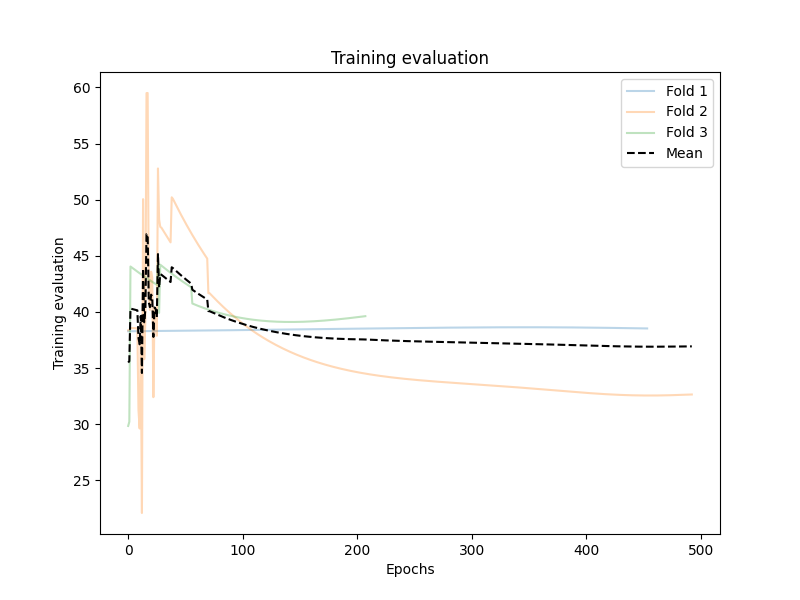 Training evaluation
Fold 1
Fold 2
Fold 3
Mean
Training evaluation
60
55
50
45
40
35
30
25
0 100 200 300 400 500
Epochs